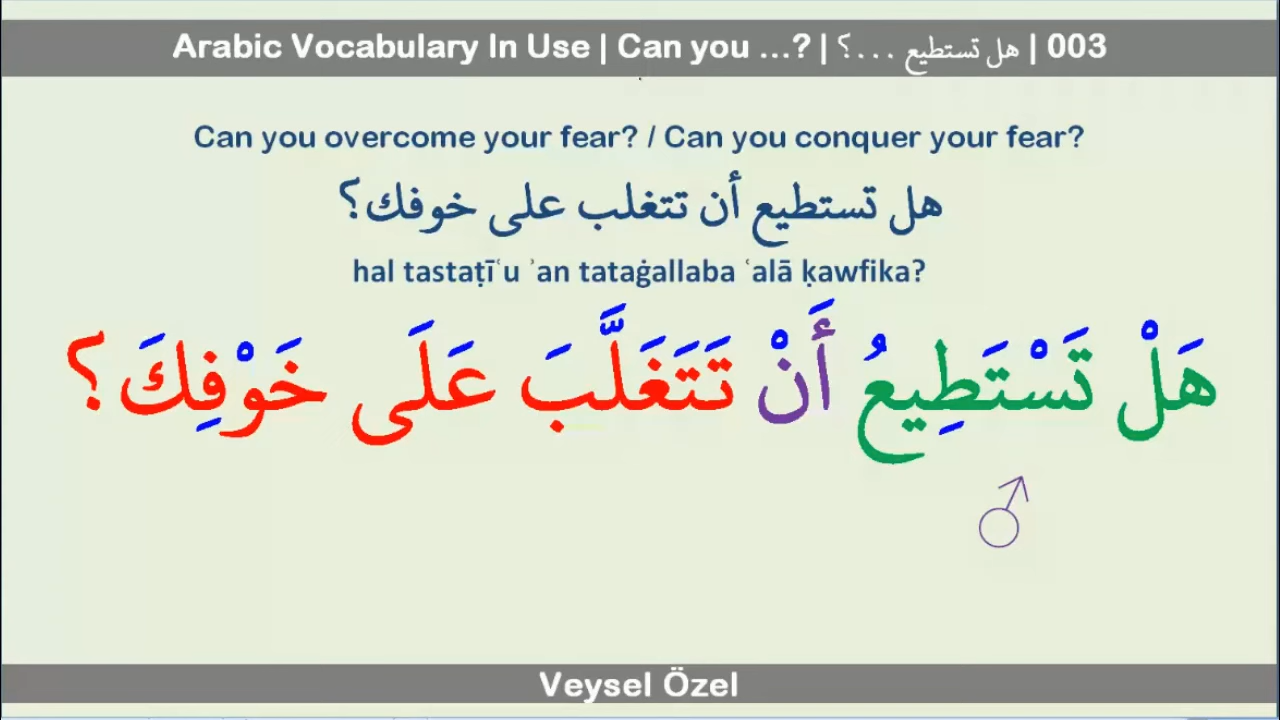 Arabic Vocabulary In Use | Can you ...? | هل تستطيع ...؟ | 003
Can you overcome your fear? / Can you conquer your fear?
هل تستطيع أن تتغلب على خوفك؟
hal tastaṭīʿu ʾan tataġallaba ʿalā ḳawfika?
هَلْ تَسْتَطِيعُ أَنْ تَتَغَلَّبَ عَلَى خَوْفِكَ؟
♂
Veysel Özel